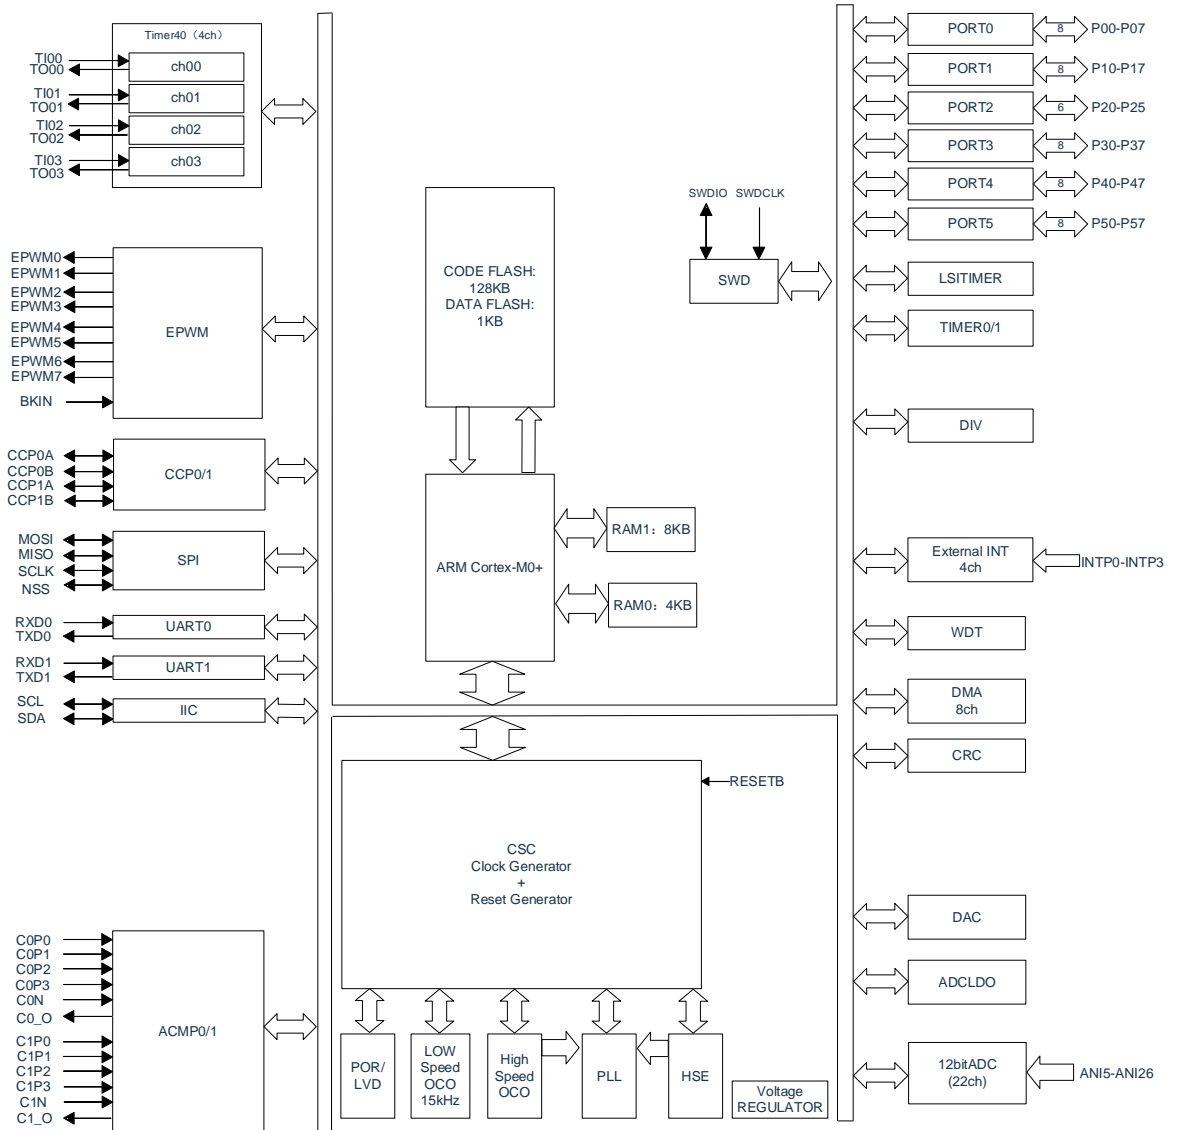 Timer40（4ch）
TI00
TO00
ch00
TI01
TO01
ch01
TI02
TO02
ch02
TI03
TO03
ch03
EPWM0
EPWM1
EPWM2
EPWM3
EPWM4
EPWM5
EPWM6
EPWM7
BKIN
EPWM
CCP0A
CCP0B
CCP1A
CCP1B
CCP0/1
MOSI
MISO
SCLK
NSS
SPI
RXD0
TXD0
UART0
RXD1
TXD1
UART1
SCL
SDA
IIC
C0P0
C0P1
C0P2
C0P3
C0N
C0_O
C1P0
C1P1
C1P2
C1P3
C1N
C1_O
ACMP0/1
CODE FLASH:
128KB
DATA FLASH:
1KB
SWDIO
SWDCLK
SWD
ARM Cortex-M0+
RAM1：8KB
RAM0：4KB
CSC
Clock Generator
+
Reset Generator
RESETB
POR/
LVD
LOW
Speed
OCO
15kHz
High
Speed
OCO
PLL
HSE
Voltage
REGULATOR
PORT0
8
P00-P07
PORT1
8
P10-P17
PORT2
6
P20-P25
PORT3
8
P30-P37
PORT4
8
P40-P47
PORT5
8
P50-P57
LSITIMER
TIMER0/1
DIV
External INT
4ch
INTP0-INTP3
WDT
DMA
8ch
CRC
DAC
ADCLDO
12bitADC
(22ch)
ANI5-ANI26